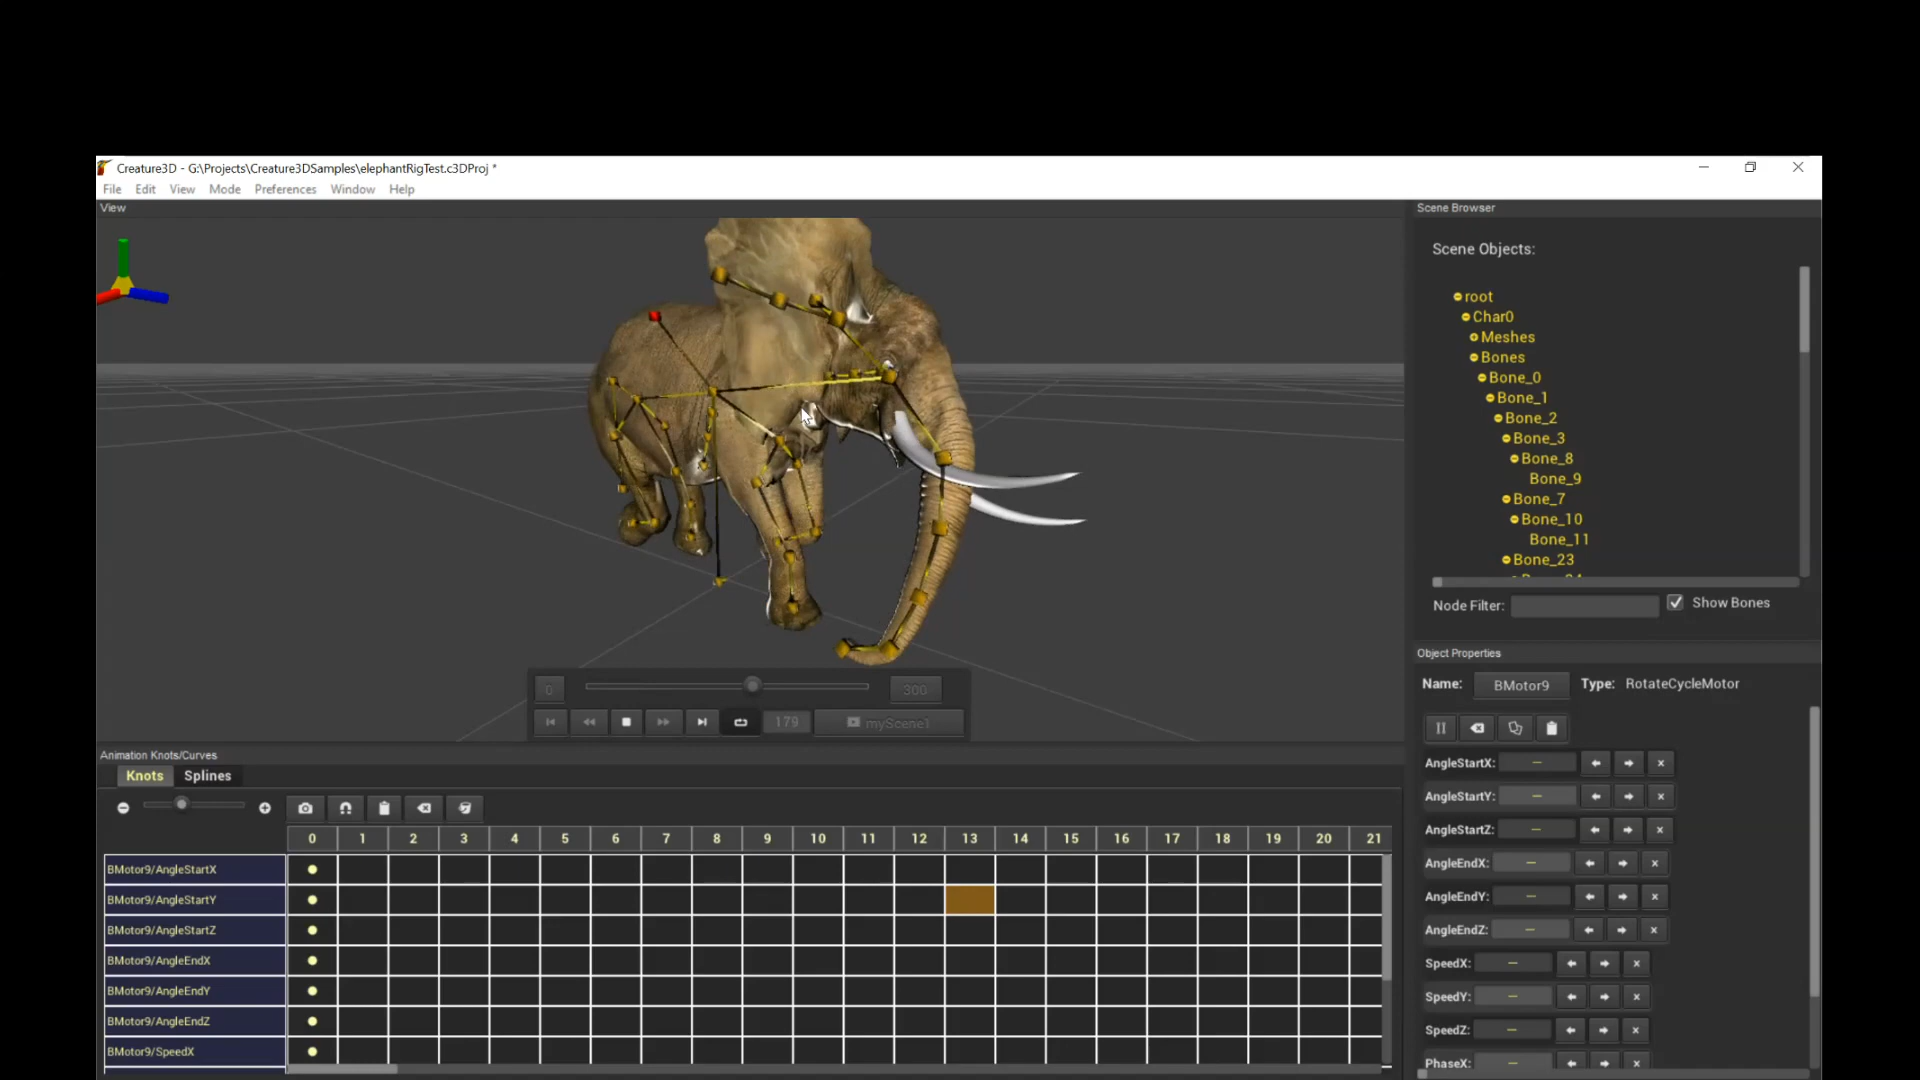 Creature3D - G:\Projects\Creature3DSamples\elephantRigTest.c3DProj *
File Edit View Mode Preferences Window Help
View
Scene Browser
Scene Objects:
root
Char0
Meshes
Bones
Bone_0
Bone_1
Bone_2
Bone_3
Bone_8
Bone_9
Bone_7
Bone_10
Bone_11
Bone_23
Node Filter: Show Bones
Object Properties
Name: BMotor9 Type: RotateCycleMotor
0 300
179 myScene1
AngleStartX:
AngleStartY:
AngleStartZ:
AngleEndX:
AngleEndY:
AngleEndZ:
SpeedX:
SpeedY:
SpeedZ:
PhaseX:
Animation Knots/Curves
Knots Splines
0 1 2 3 4 5 6 7 8 9 10 11 12 13 14 15 16 17 18 19 20 21
BMotor9/AngleStartX
BMotor9/AngleStartY
BMotor9/AngleStartZ
BMotor9/AngleEndX
BMotor9/AngleEndY
BMotor9/AngleEndZ
BMotor9/SpeedX